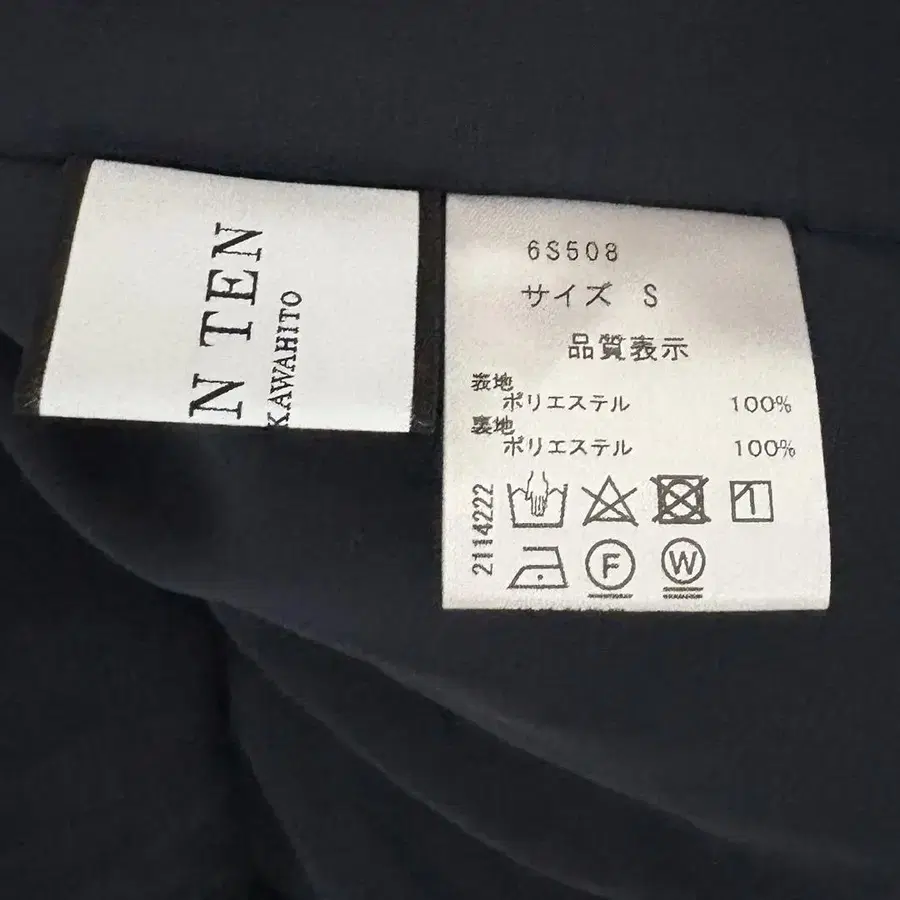 N TEN
KAWAHITO
6S508
サイズ S
品質表示
表地
ポリエステル 100%
裏地
ポリエステル 100%
2114222
F
W